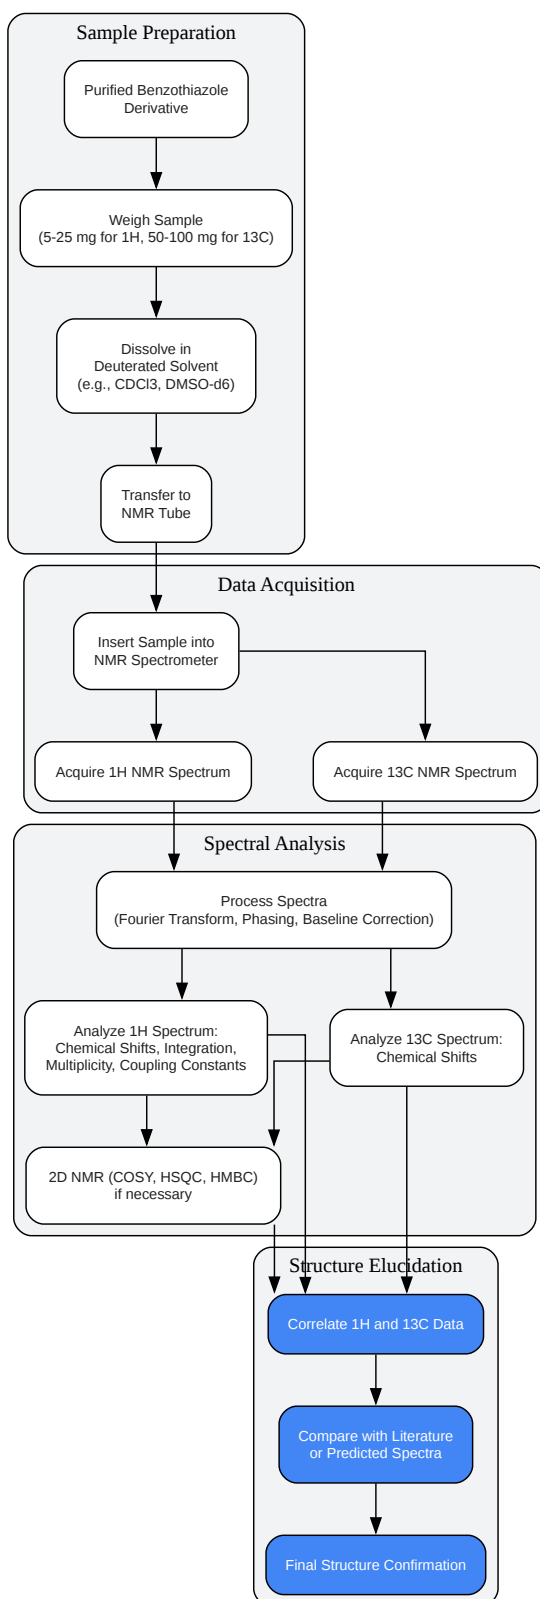 Sample Preparation
Purified Benzothiazole
Derivative
Weigh Sample
(5-25 mg for 1H, 50-100 mg for 13C)
Dissolve in
Deuterated Solvent
(e.g., CDCl3, DMSO-d6)
Transfer to
NMR Tube
Data Acquisition
Insert Sample into
NMR Spectrometer
Acquire 1H NMR Spectrum
Acquire 13C NMR Spectrum
Spectral Analysis
Process Spectra
(Fourier Transform, Phasing, Baseline Correction)
Analyze 1H Spectrum:
Chemical Shifts, Integration,
Multiplicity, Coupling Constants
Analyze 13C Spectrum:
Chemical Shifts
2D NMR (COSY, HSQC, HMBC)
if necessary
Structure Elucidation
Correlate 1H and 13C Data
Compare with Literature
or Predicted Spectra
Final Structure Confirmation